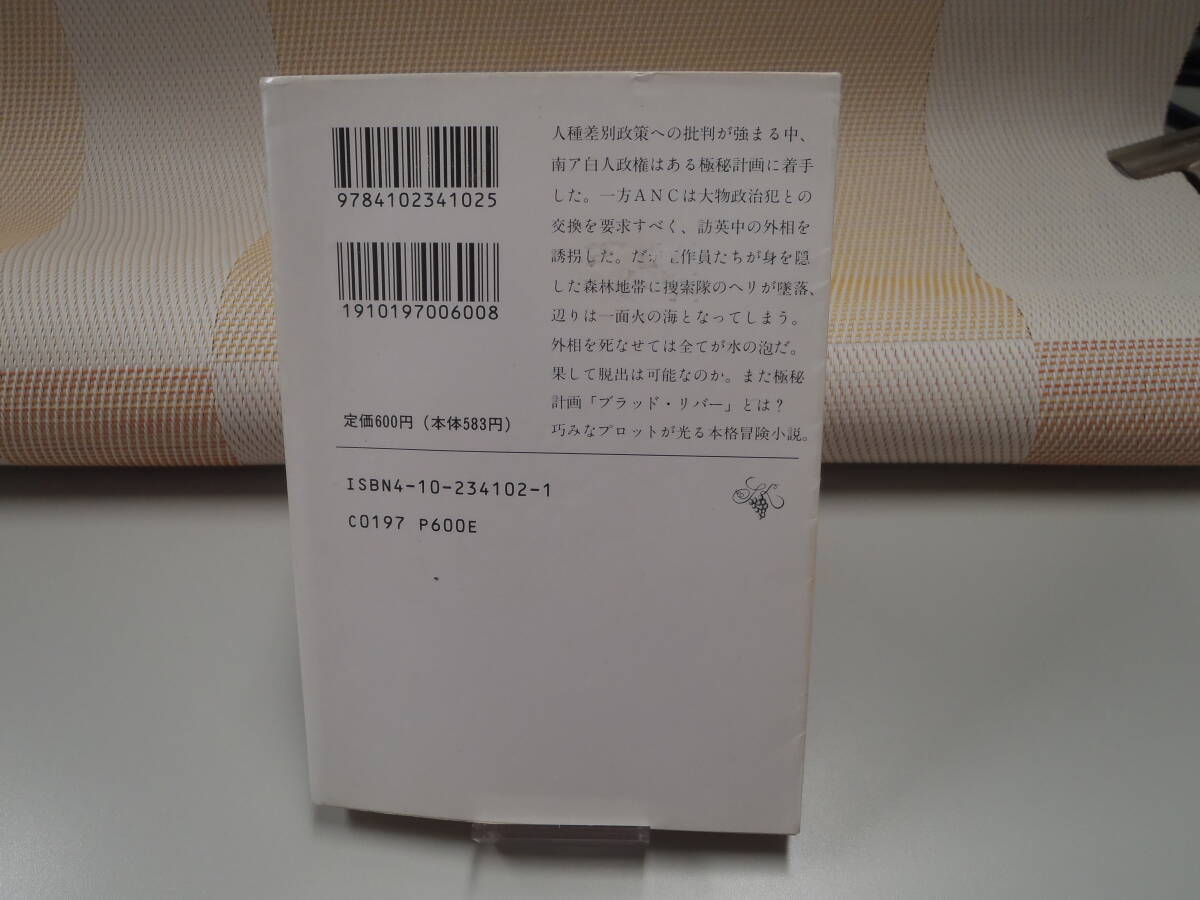 9784102341025
1910197006008
定価600円（本体583円）
人種差別政策への批判が強まる中、
南ア白人政権はある極秘計画に着手
した。一方ANCは大物政治犯との
交換を要求すべく、訪英中の外相を
誘拐した。だ 作員たちが身を隠
した森林地帯に捜索隊のヘリが墜落、
辺りは一面火の海となってしまう。
外相を死なせては全てが水の泡だ。
果して脱出は可能なのか。また極秘
計画「ブラッド・リバー」とは？
巧みなプロットが光る本格冒険小説。
ISBN4-10-234102-1
C0197 P600E